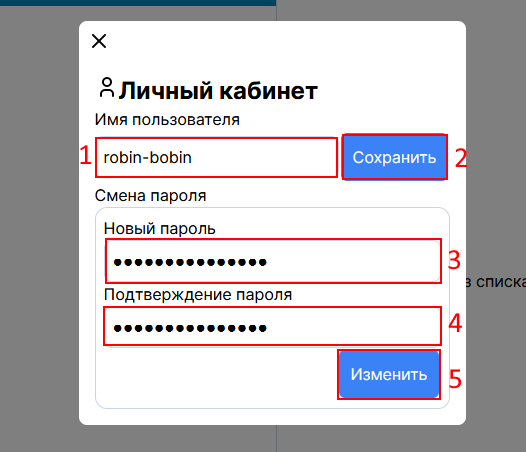 Личный кабинет
Имя пользователя
1 robin-bobin Сохранить 2
Смена пароля
Новый пароль
••••••••••••••• 3
з списка
Подтверждение пароля
••••••••••••••• 4
Изменить 5